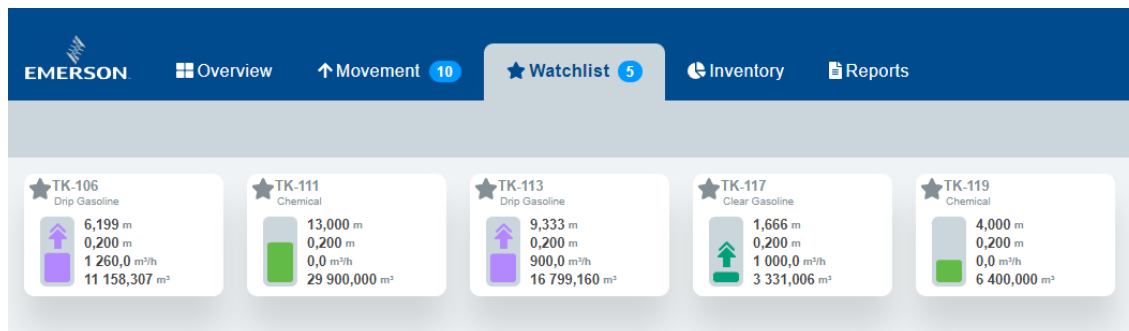 EMERSON.
Overview
Movement 10
Watchlist 5
Inventory
Reports
TK-106
Drip Gasoline
6,199 m
0,200 m
1 260,0 m³/h
11 158,307 m³
TK-111
Chemical
13,000 m
0,200 m
0,0 m³/h
29 900,000 m³
TK-113
Drip Gasoline
9,333 m
0,200 m
900,0 m³/h
16 799,160 m³
TK-117
Clear Gasoline
1,666 m
0,200 m
1 000,0 m³/h
3 331,006 m³
TK-119
Chemical
4,000 m
0,200 m
0,0 m³/h
6 400,000 m³